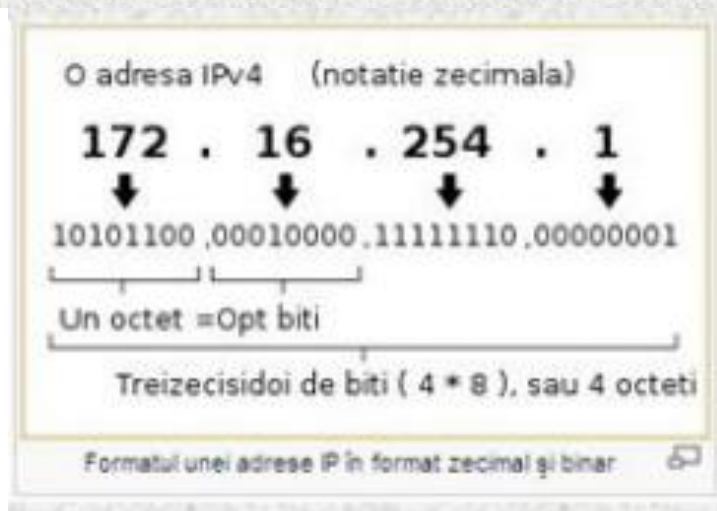 O adresa IPv4 (notatie zecimala)
172 . 16 . 254 . 1
10101100 .00010000 .11111110 .00000001
Un octet =Opt biti
Treizecisidoi de biti ( 4 * 8 ), sau 4 octeti
Formatul unei adrese IP în format zecimal și binar